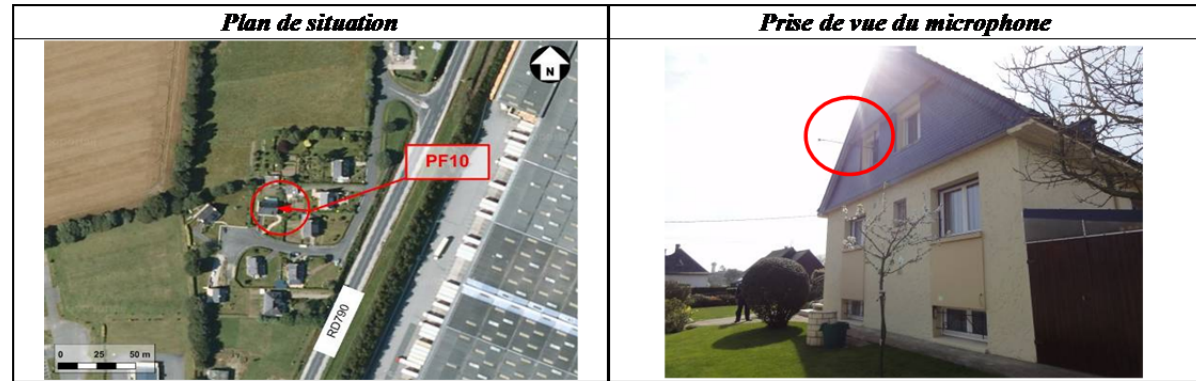 Plan de situation
Prise de vue du microphone
N
PF10
RD790
0 25 50 m